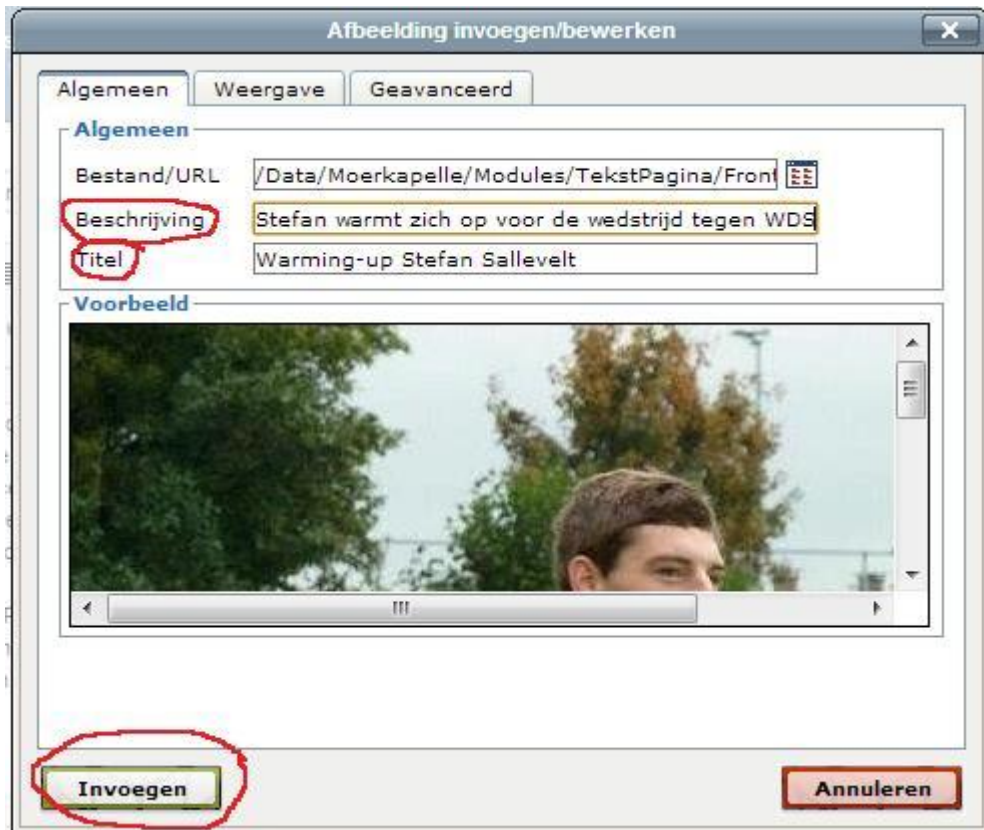 Afbeelding invoegen/bewerken
Algemeen Weergave Geavanceerd
Algemeen
Bestand/URL /Data/Moerkapelle/Modules/TekstPagina/Front
Beschrijving Stefan warmt zich op voor de wedstrijd tegen WDS
Titel Warming-up Stefan Sallevelt
Voorbeeld
Invoegen Annuleren